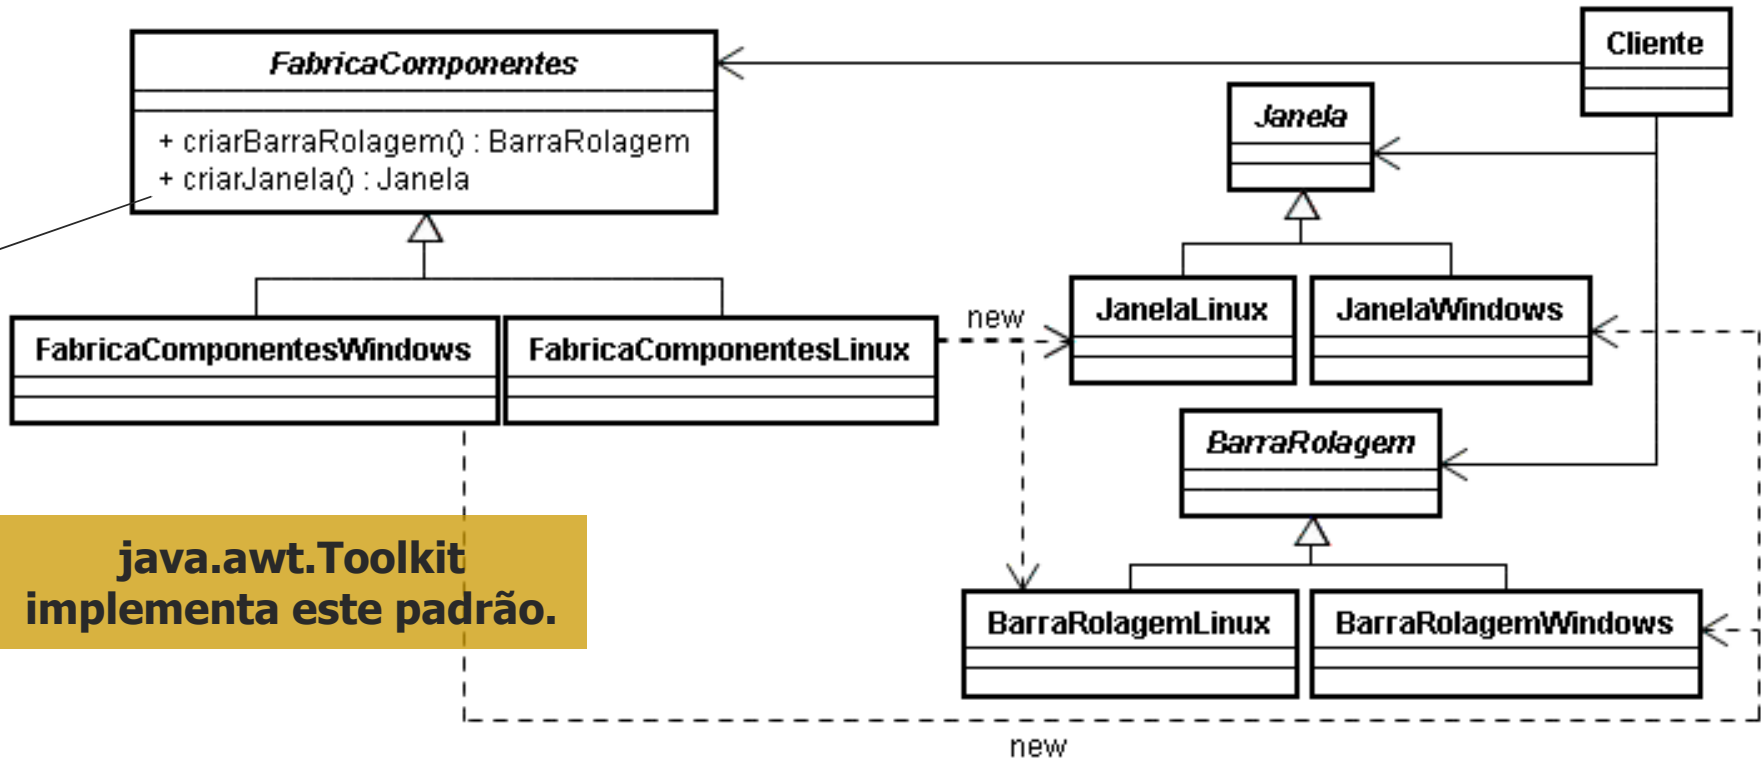 FabricaComponentes
+ criarBarraRolagem() : BarraRolagem
+ criarJanela() : Janela
Cliente
Janela
FabricaComponentesWindows
FabricaComponentesLinux
new
JanelaLinux
JanelaWindows
BarraRolagem
java.awt.Toolkit
implementa este padrão.
BarraRolagemLinux
BarraRolagemWindows
new